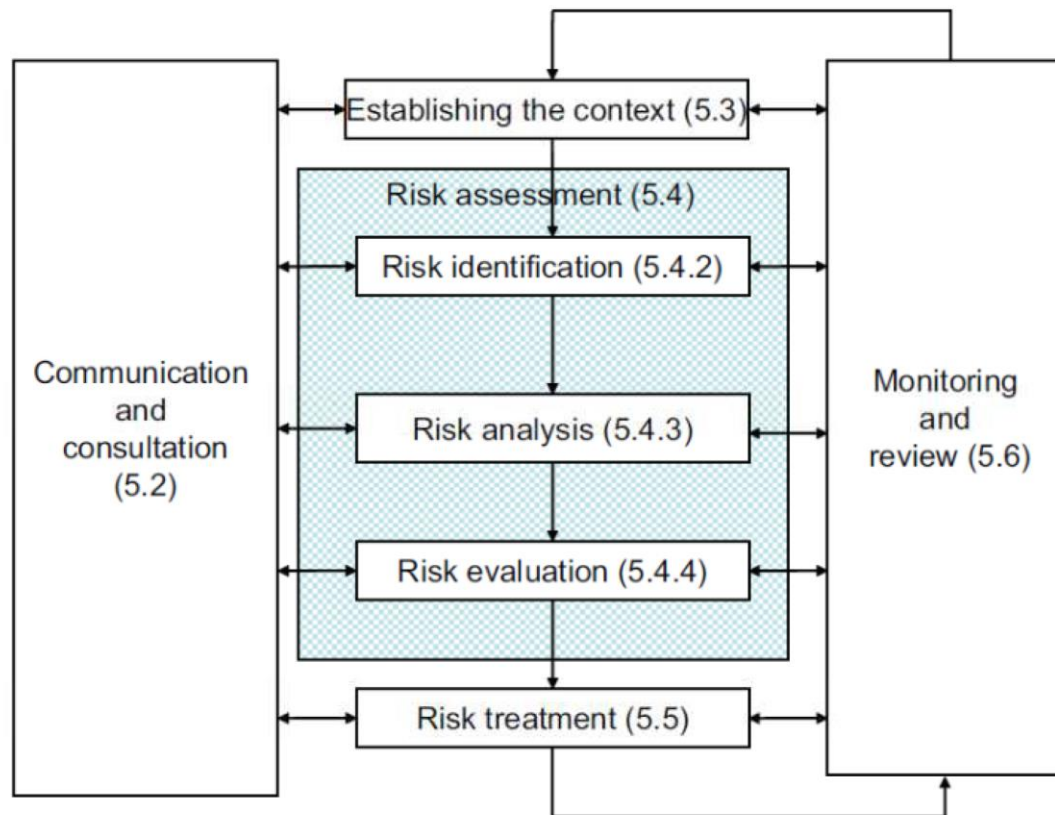 Establishing the context (5.3)
Risk assessment (5.4)
Risk identification (5.4.2)
Communication
and
consultation
(5.2)
Risk analysis (5.4.3)
Monitoring
and
review (5.6)
Risk evaluation (5.4.4)
Risk treatment (5.5)